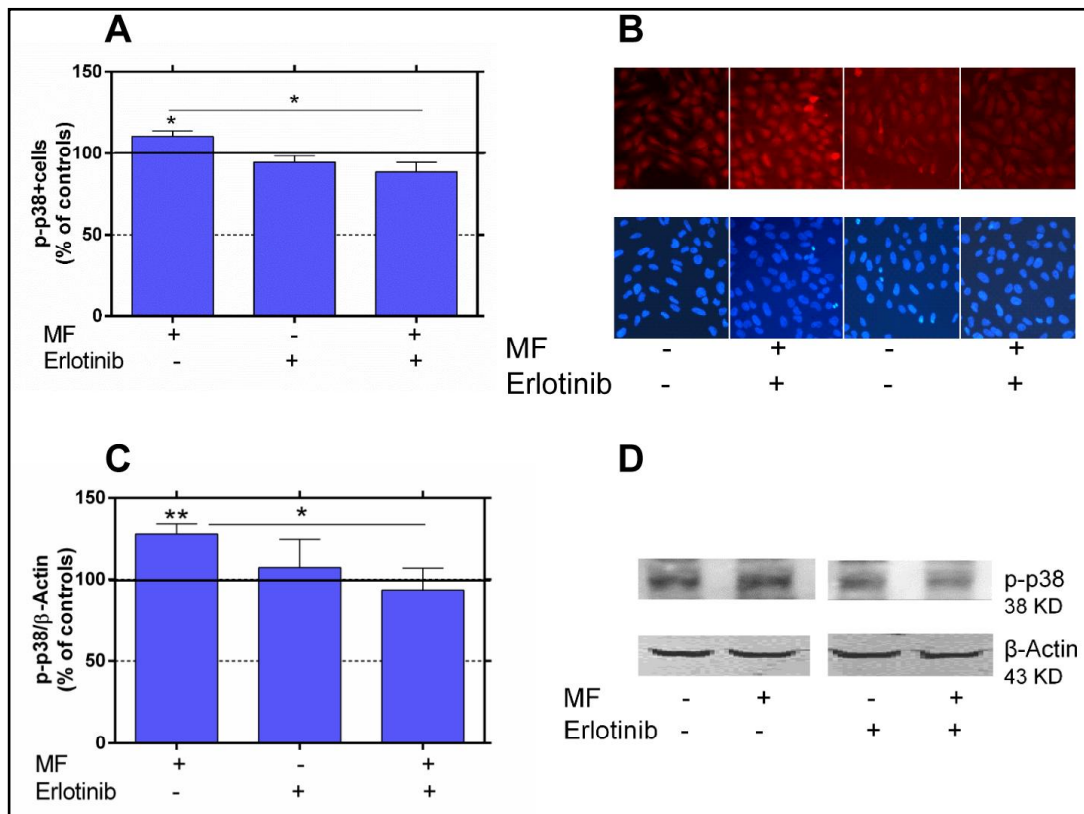 A
150
100
50
0
p-p38+cells
(% of controls)
*
*
MF + - +
Erlotinib - + +
B
MF - + - +
Erlotinib - + - +
C
150
100
50
0
p-p38/β-Actin
(% of controls)
**
*
MF + - +
Erlotinib - + +
D
p-p38
38 KD
β-Actin
43 KD
MF - + - +
Erlotinib - - + +